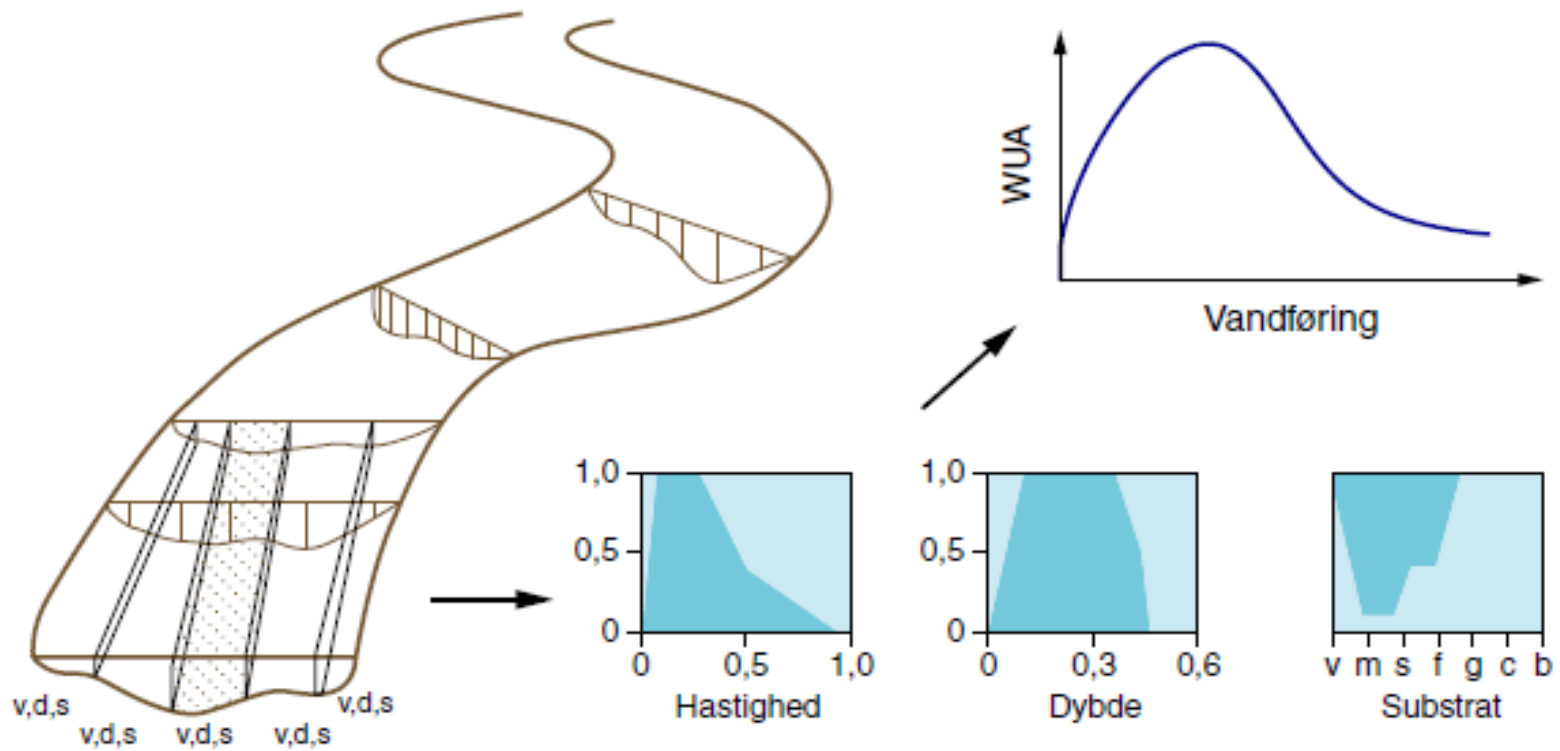 WUA
Vandføring
1,0
0,5
0
0
0,5
1,0
Hastighed
1,0
0,5
0
0
0,3
0,6
Dybde
v m s f g c b
Substrat
v,d,s
v,d,s
v,d,s
v,d,s
v,d,s